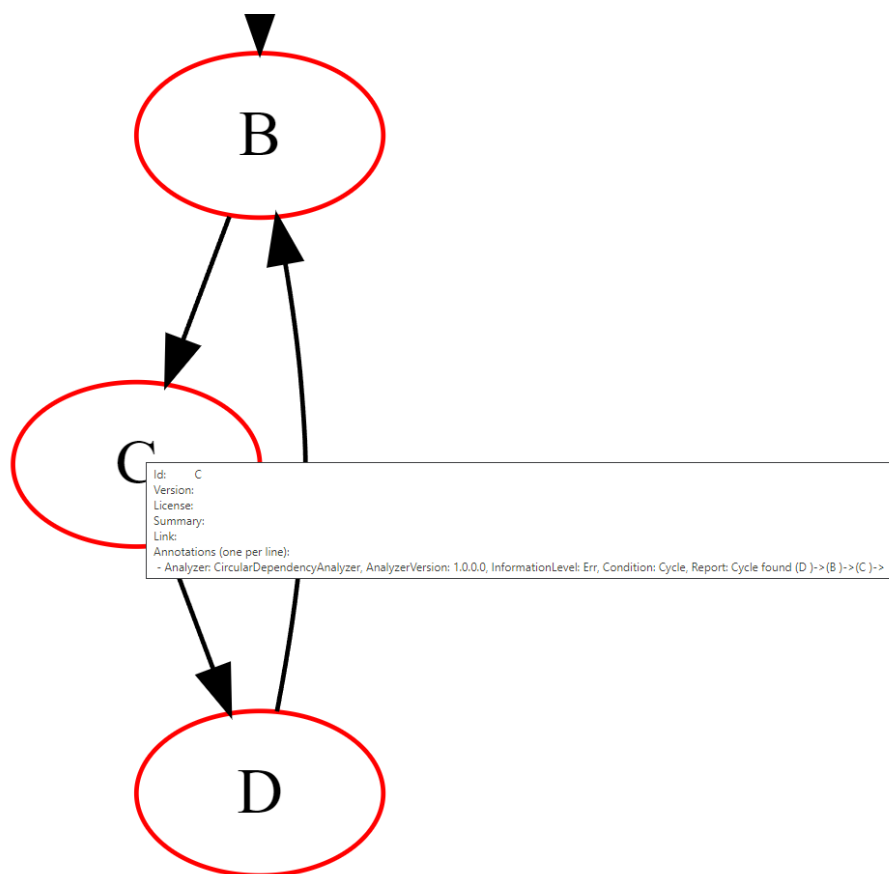 B
C
Id: C
Version:
License:
Summary:
Link:
Annotations (one per line):
- Analyzer: CircularDependencyAnalyzer, AnalyzerVersion: 1.0.0.0, InformationLevel: Err, Condition: Cycle, Report: Cycle found (D )->(B )->(C )->
D